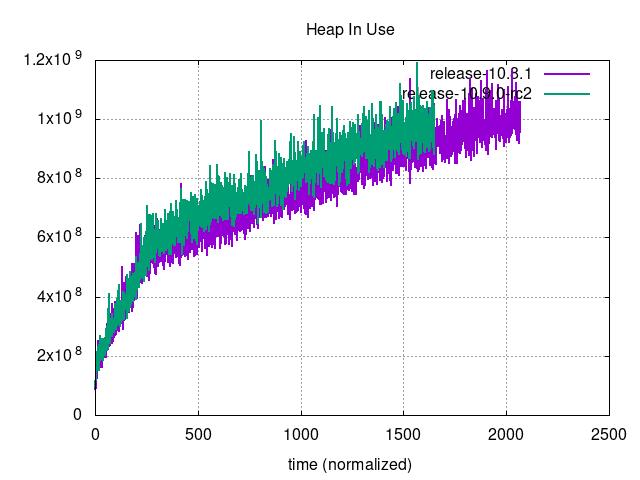 Heap In Use
1.2x10^9
1x10^9
8x10^8
6x10^8
4x10^8
2x10^8
0
release-10.3.1
release-10.9.0-rc2
0 500 1000 1500 2000 2500
time (normalized)